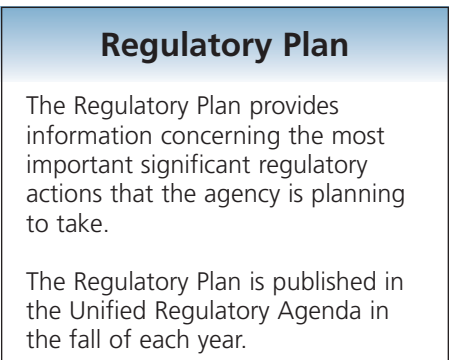 Regulatory Plan
The Regulatory Plan provides
information concerning the most
important significant regulatory
actions that the agency is planning
to take.
The Regulatory Plan is published in
the Unified Regulatory Agenda in
the fall of each year.